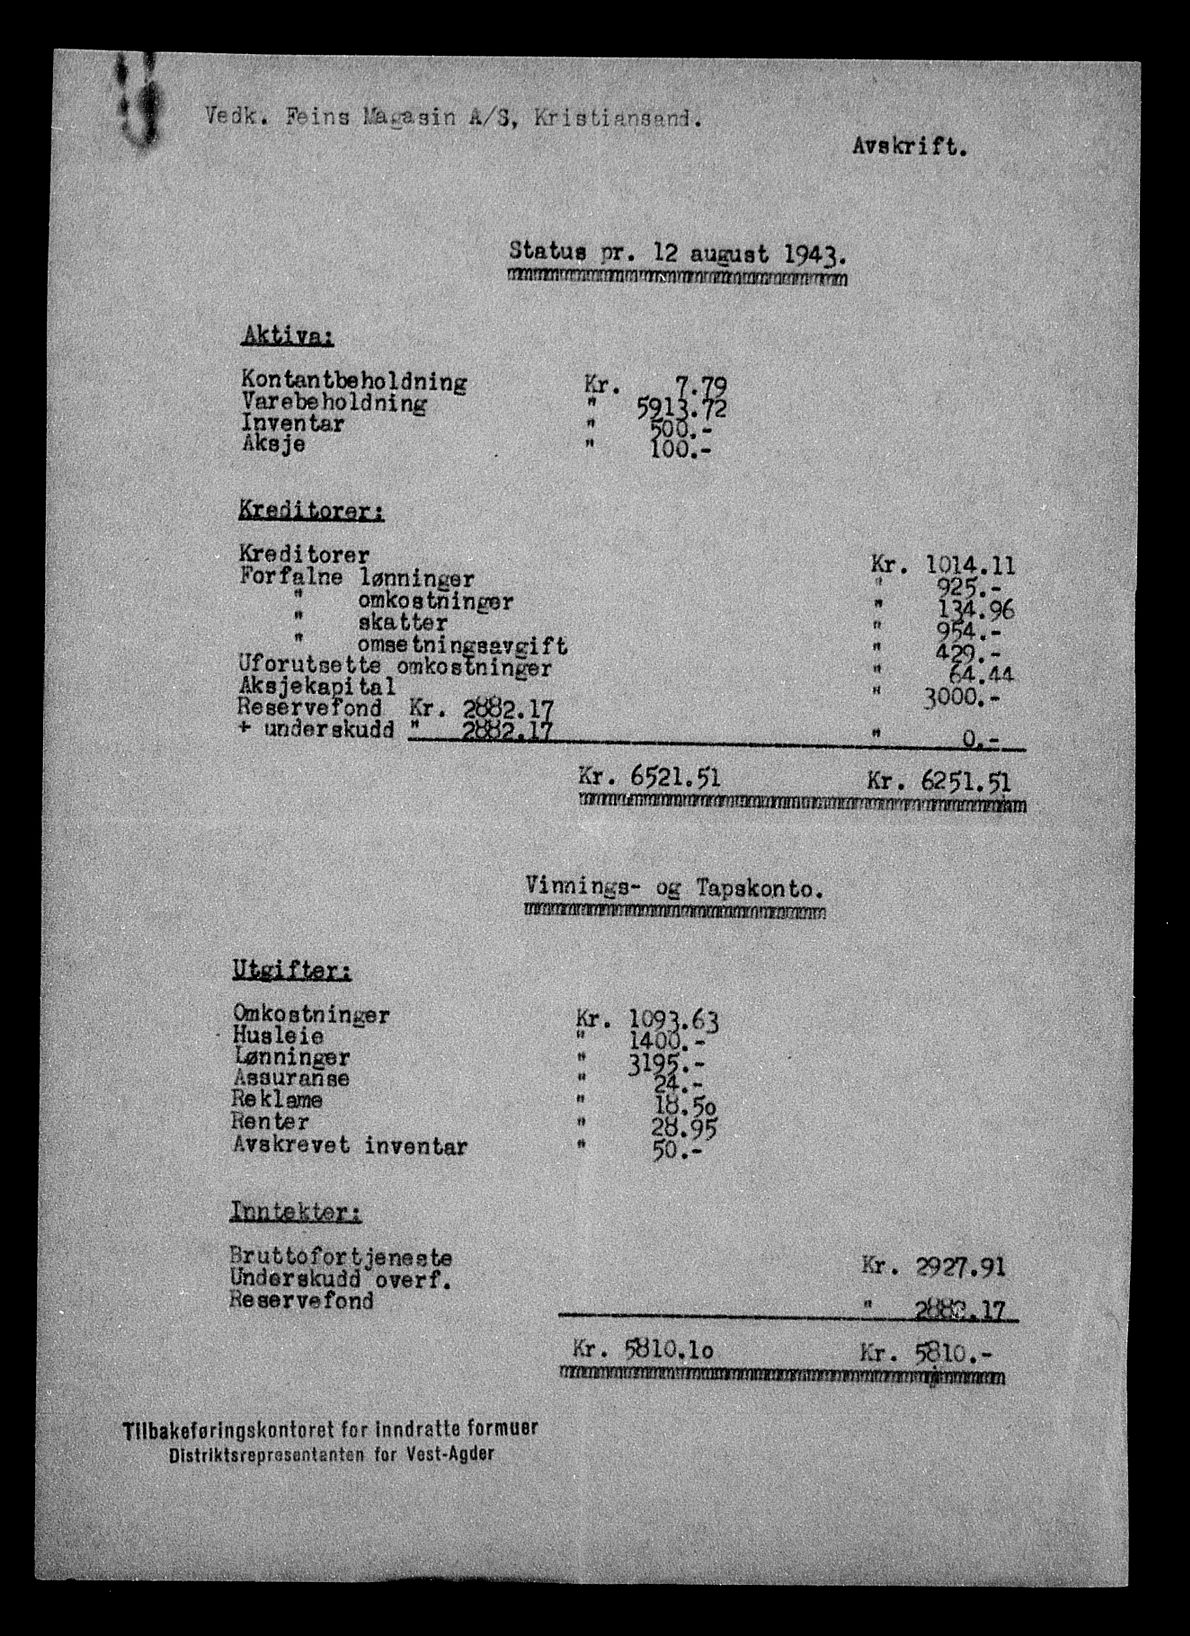 Vedk. Feins Magasin A/S, Kristiansand.
Avskrift.
Status pr. 12 august 1943.
Aktiva:
Kontantbeholdning Kr. 7.79
Varebeholdning " 5913.72
Inventar " 500.-
Aksje " 100.-
Kreditorer:
Kreditorer Kr. 1014.11
Forfalne lønninger " 925.-
" omkostninger " 134.96
" skatter " 954.-
" omsetningsavgift " 429.-
Uforutsette omkostninger " 64.44
Aksjekapital " 3000.-
Reservefond Kr. 2882.17
+ underskudd " 2882.17 " 0.-
Kr. 6521.51 Kr. 6251.51
Vinnings- og Tapskonto.
Utgifter:
Omkostninger Kr. 1093.63
Husleie " 1400.-
Lønninger " 3195.-
Assuranse " 24.-
Reklame " 18.5o
Renter " 28.95
Avskrevet inventar " 50.-
Inntekter:
Bruttofortjeneste Kr. 2927.91
Underskudd overf.
Reservefond " 2882.17
Kr. 5810.1o Kr. 5810.-
Tilbakeføringskontoret for inndratte formuer
Distriktsrepresentanten for Vest-Agder